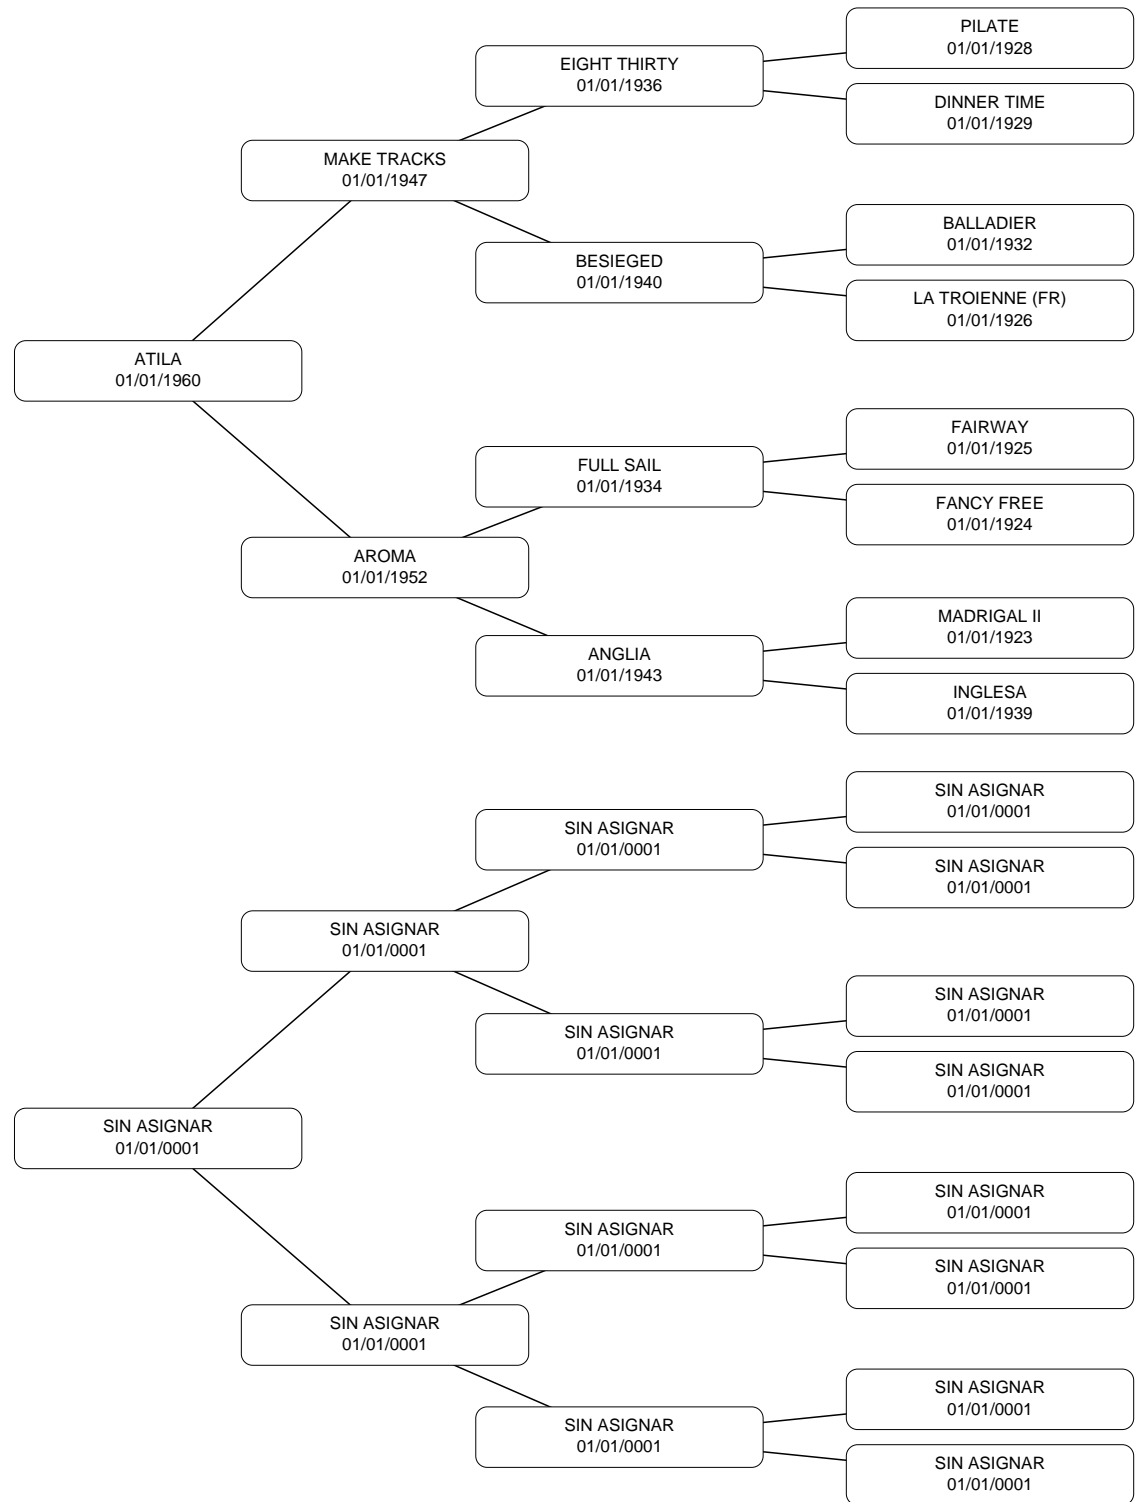 PILATE
01/01/1928
EIGHT THIRTY
01/01/1936
DINNER TIME
01/01/1929
MAKE TRACKS
01/01/1947
BALLADIER
01/01/1932
BESIEGED
01/01/1940
LA TROIENNE (FR)
01/01/1926
ATILA
01/01/1960
FAIRWAY
01/01/1925
FULL SAIL
01/01/1934
FANCY FREE
01/01/1924
AROMA
01/01/1952
MADRIGAL II
01/01/1923
ANGLIA
01/01/1943
INGLESA
01/01/1939
SIN ASIGNAR
01/01/0001
SIN ASIGNAR
01/01/0001
SIN ASIGNAR
01/01/0001
SIN ASIGNAR
01/01/0001
SIN ASIGNAR
01/01/0001
SIN ASIGNAR
01/01/0001
SIN ASIGNAR
01/01/0001
SIN ASIGNAR
01/01/0001
SIN ASIGNAR
01/01/0001
SIN ASIGNAR
01/01/0001
SIN ASIGNAR
01/01/0001
SIN ASIGNAR
01/01/0001
SIN ASIGNAR
01/01/0001
SIN ASIGNAR
01/01/0001
SIN ASIGNAR
01/01/0001